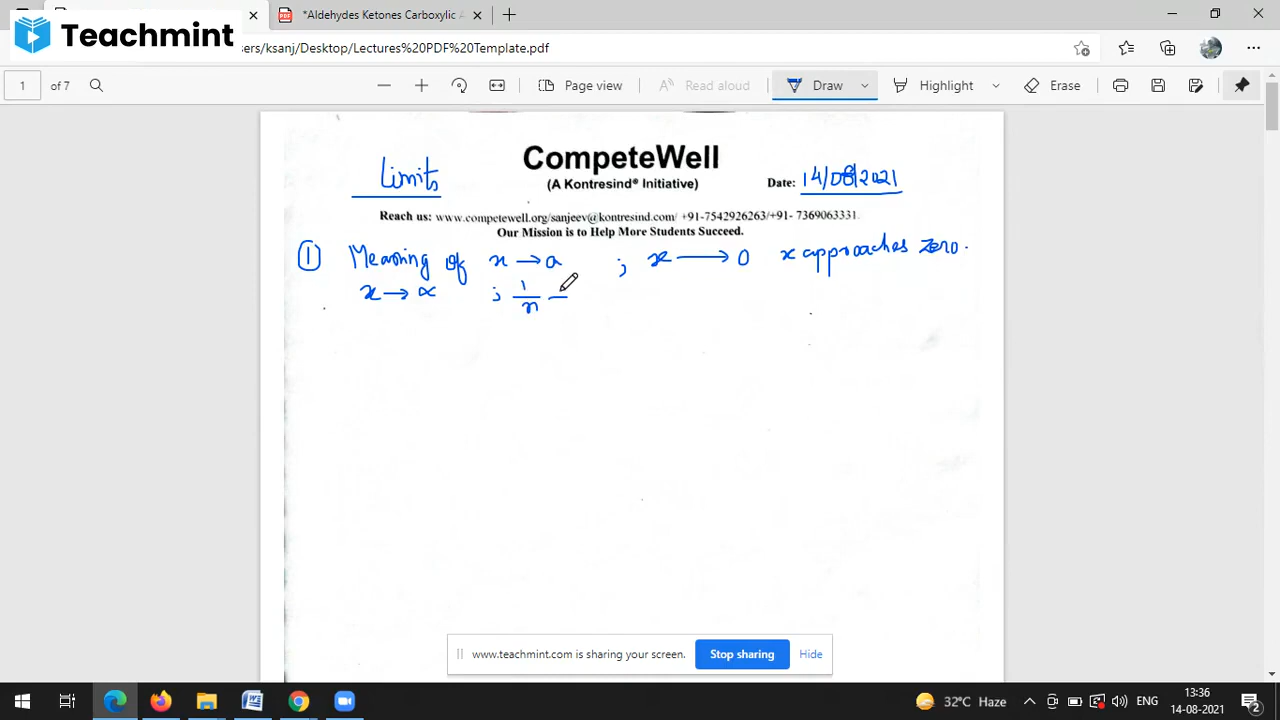 *Aldehydes Ketones Carboxylic A
Teachmint
ers/ksanj/Desktop/Lectures%20PDF%20Template.pdf
1 of 7
Page view
Read aloud
Draw
Highlight
Erase
Limits
CompeteWell
(A Kontresind® Initiative)
Date: 14/08/2021
Reach us: www.competewell.org/sanjeev@kontresind.com/ +91-7542926263/+91- 7369063331.
Our Mission is to Help More Students Succeed.
① Meaning of x → a ; x → 0 x approaches zero.
x → ∝ ; 1/n –
www.teachmint.com is sharing your screen. Stop sharing Hide
32°C Haze
ENG
13:36
14-08-2021
2